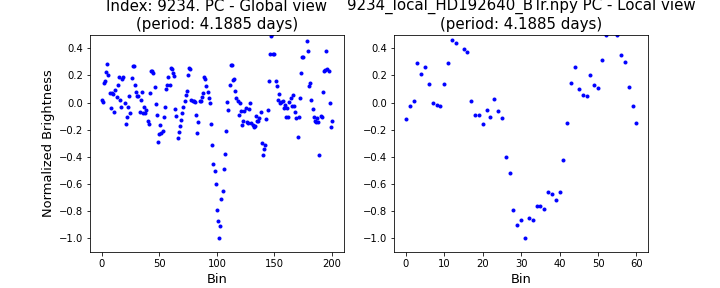 Index: 9234. PC - Global view
(period: 4.1885 days)
9234_local_HD192640_BTr.npy PC - Local view
(period: 4.1885 days)
Normalized Brightness
0.4
0.2
0.0
−0.2
−0.4
−0.6
−0.8
−1.0
0 50 100 150 200
Bin
0.4
0.2
0.0
−0.2
−0.4
−0.6
−0.8
−1.0
0 10 20 30 40 50 60
Bin